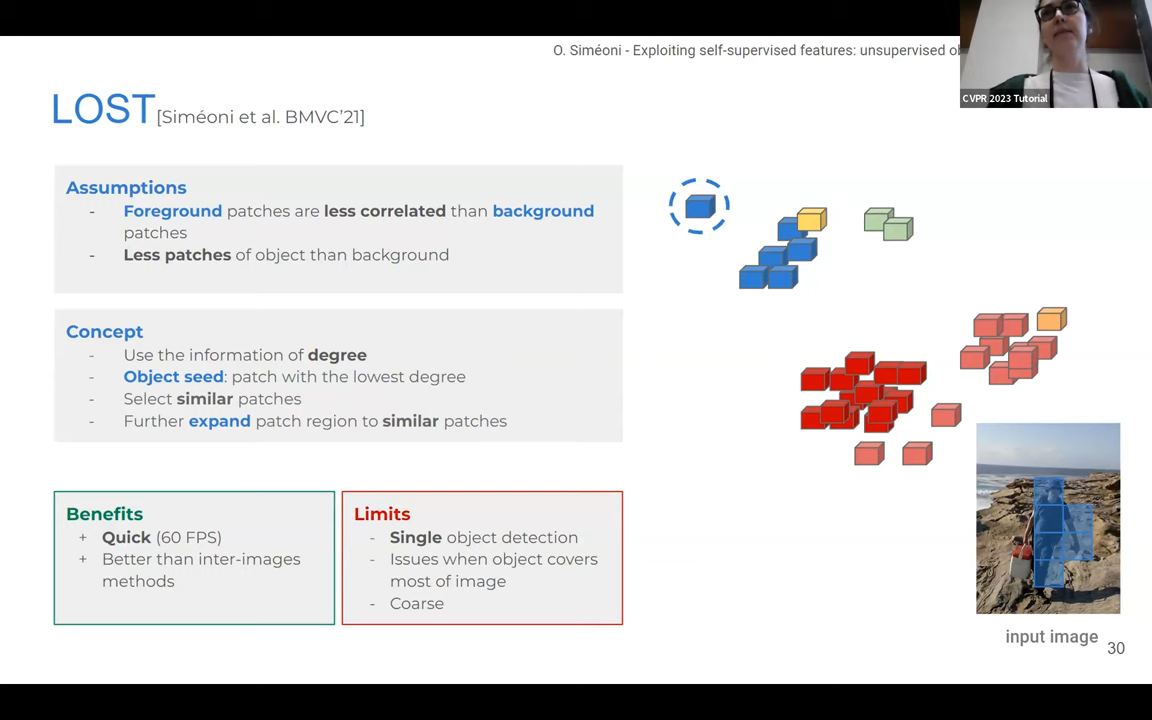 O. Siméoni - Exploiting self-supervised features: unsupervised
CVPR 2023 Tutorial
LOST [Siméoni et al. BMVC'21]
Assumptions
- Foreground patches are less correlated than background
patches
- Less patches of object than background
Concept
- Use the information of degree
- Object seed: patch with the lowest degree
- Select similar patches
- Further expand patch region to similar patches
Benefits
+ Quick (60 FPS)
+ Better than inter-images
methods
Limits
- Single object detection
- Issues when object covers
most of image
- Coarse
input image
30